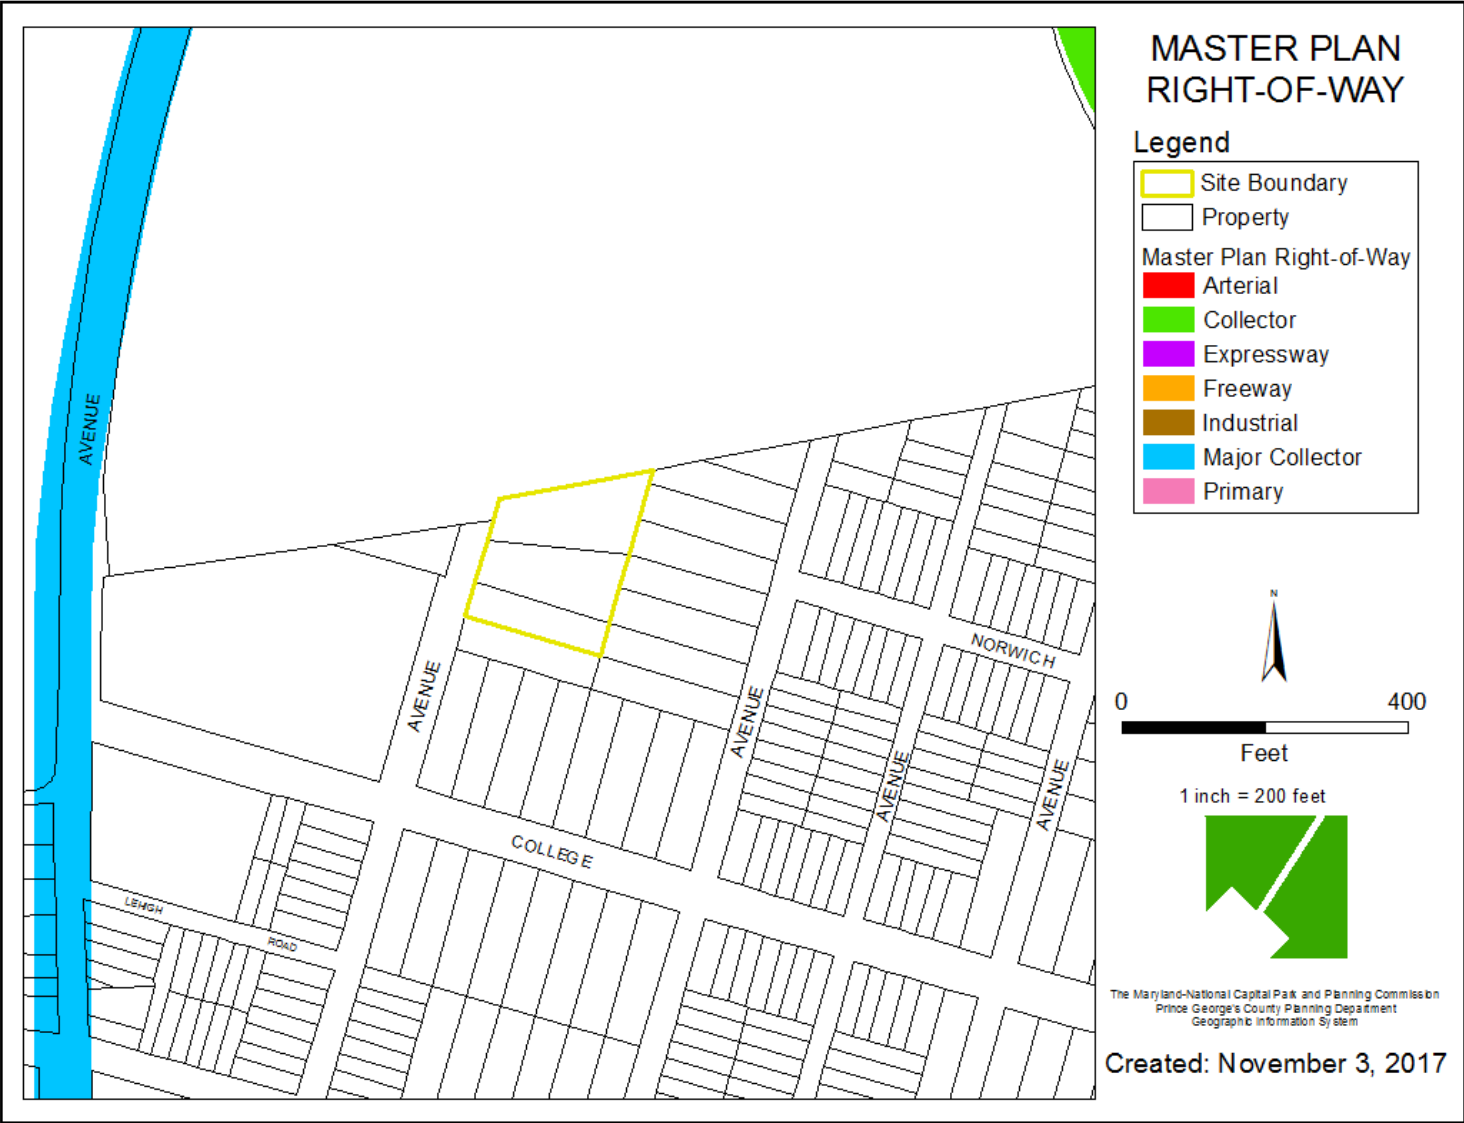 MASTER PLAN
RIGHT-OF-WAY
Legend
Site Boundary
Property
Master Plan Right-of-Way
Arterial
Collector
Expressway
Freeway
Industrial
Major Collector
Primary
N
0 400
Feet
1 inch = 200 feet
The Maryland-National Capital Park and Planning Commission
Prince George's County Planning Department
Geographic Information System
Created: November 3, 2017
AVENUE
NORWICH
AVENUE
AVENUE
AVENUE
AVENUE
COLLEGE
LEHIGH
ROAD